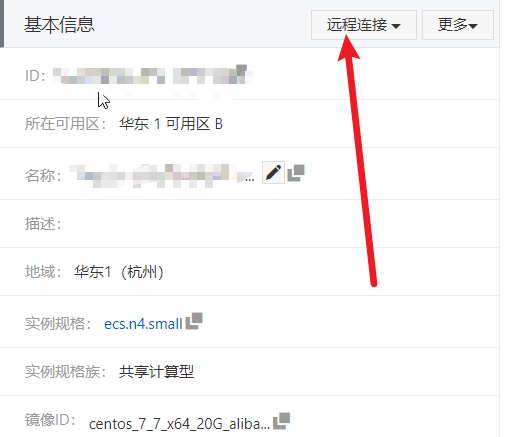 基本信息 远程连接 更多
ID：
所在可用区： 华东 1 可用区 B
名称： ...
描述：
地域： 华东1（杭州）
实例规格： ecs.n4.small
实例规格族： 共享计算型
镜像ID： centos_7_7_x64_20G_aliba...